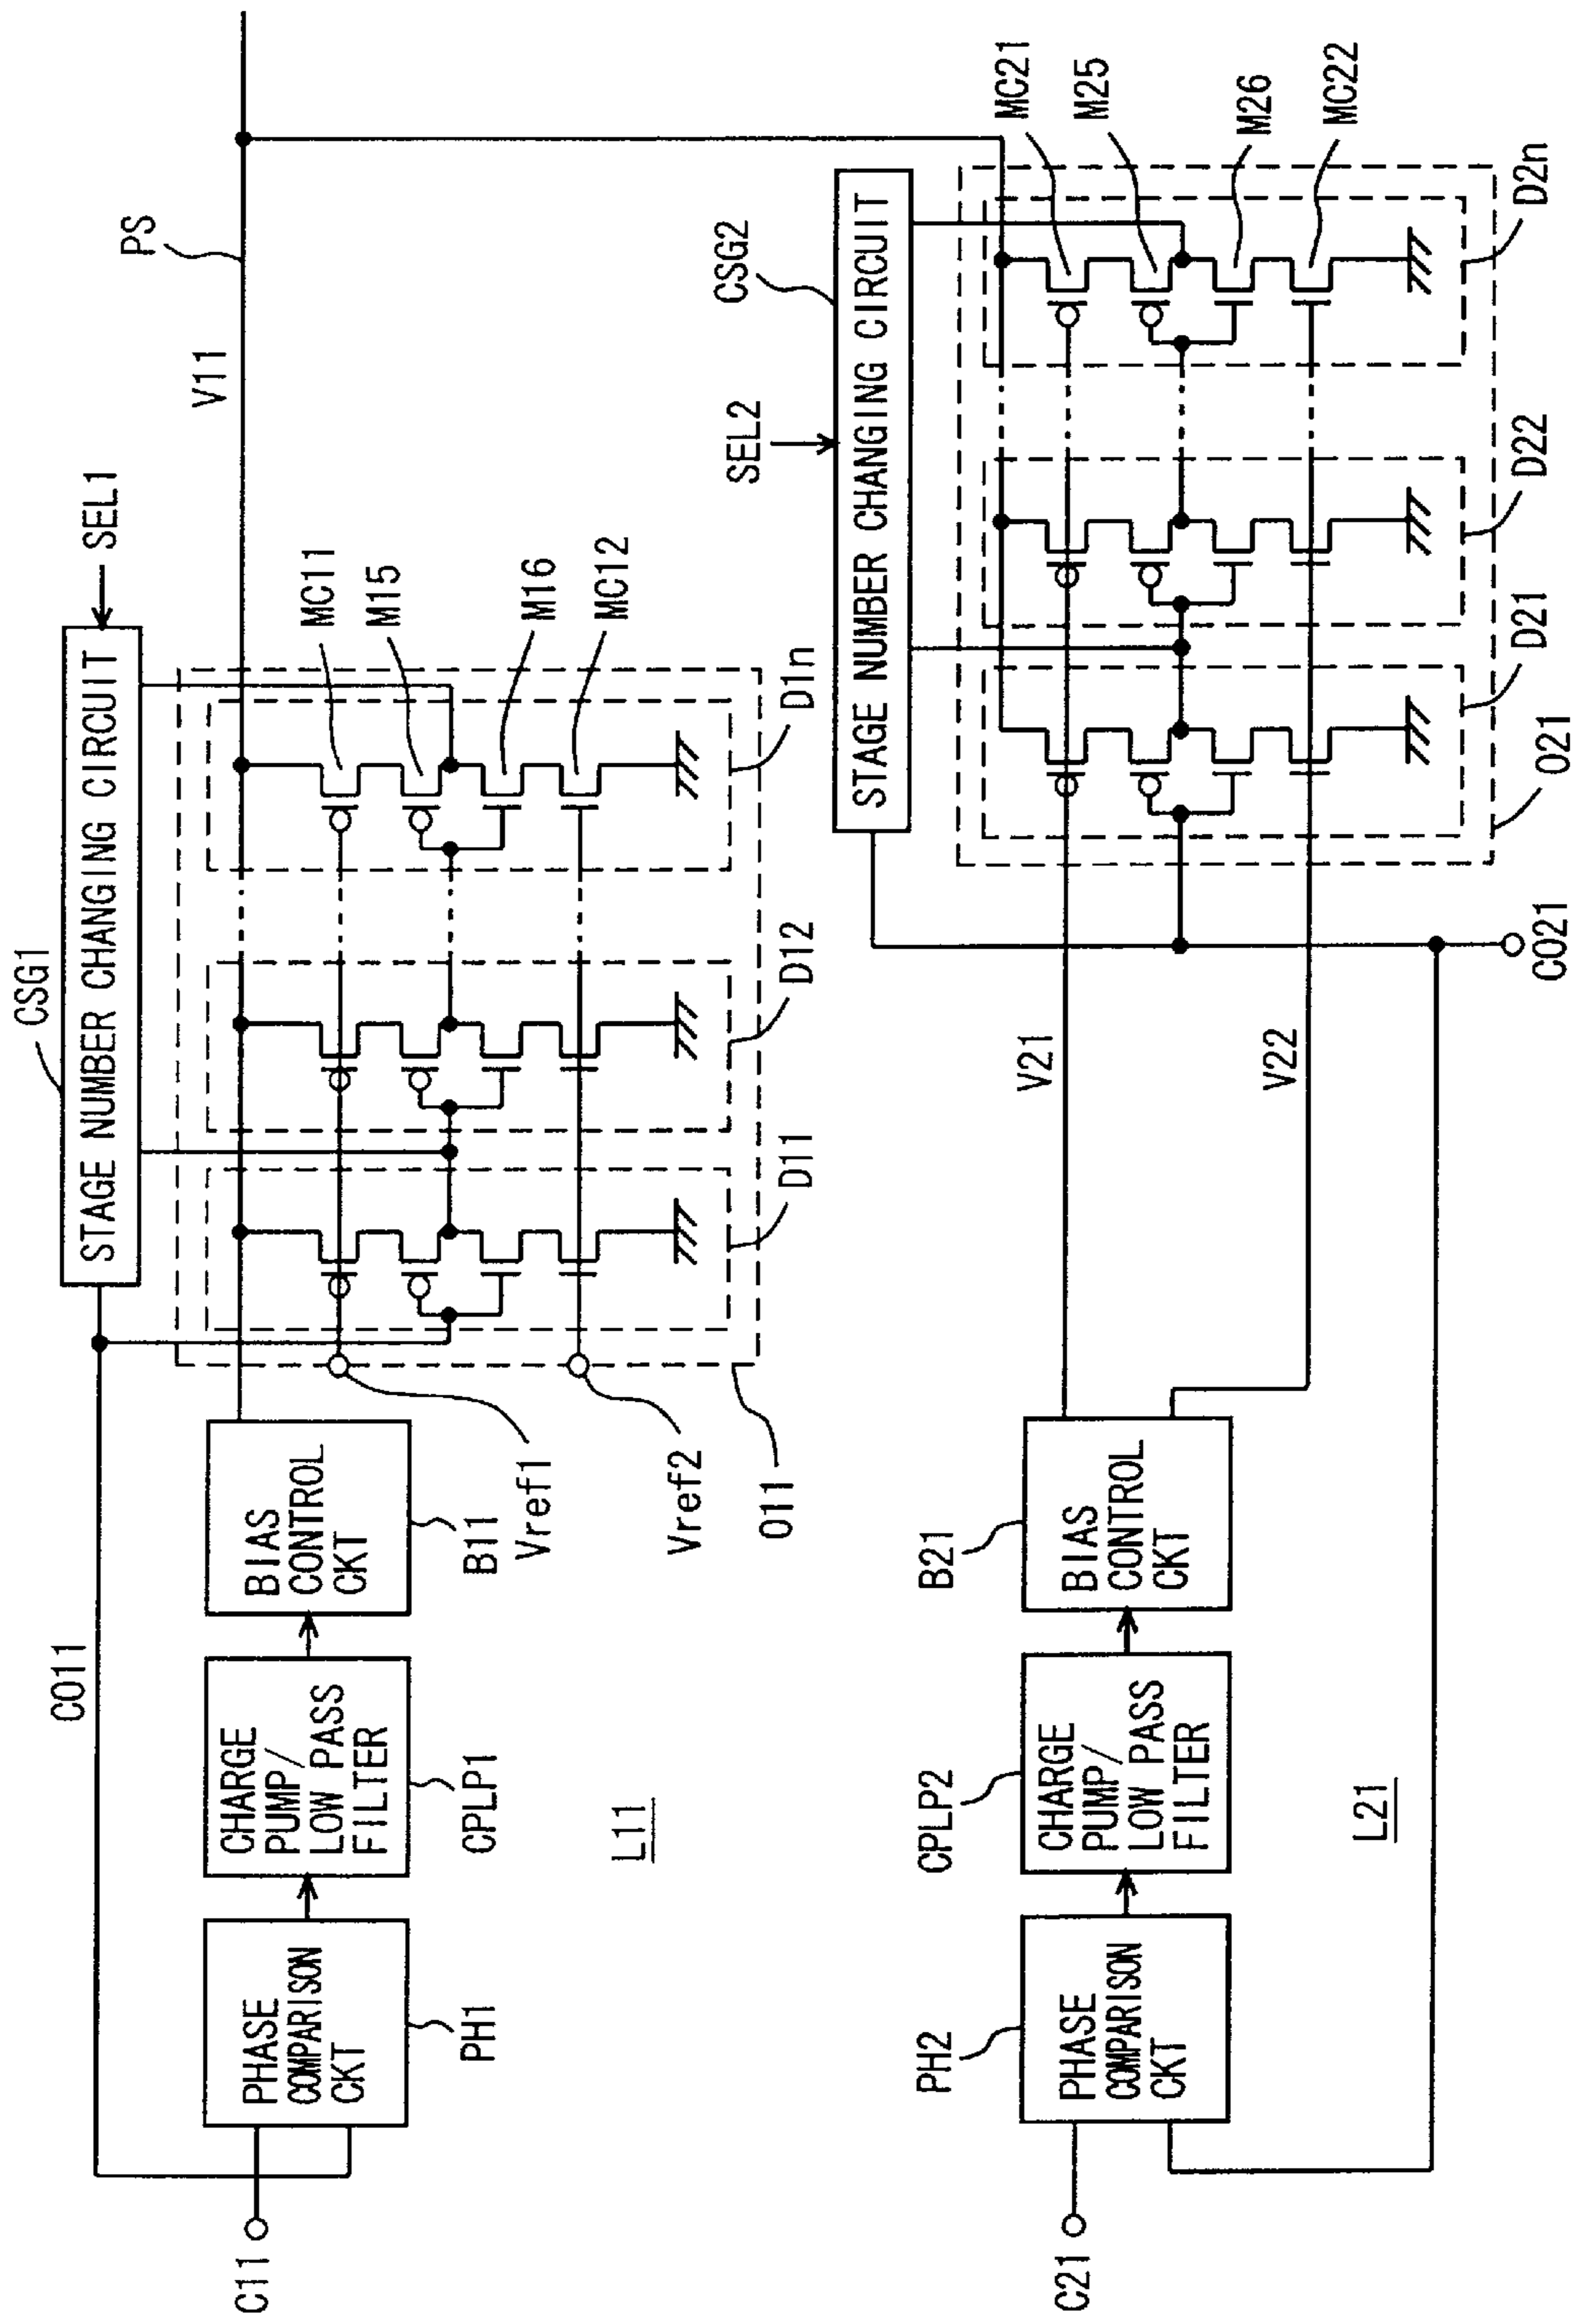 CO11
CSG1
STAGE NUMBER CHANGING CIRCUIT
SEL1
PS
V11
C11
PHASE
COMPARISON
CKT
PH1
CHARGE
PUMP/
LOW PASS
FILTER
CPLP1
BIAS
CONTROL
CKT
B11
Vref1
Vref2
O11
D11
D12
D1n
MC11
M15
M16
MC12
L11
SEL2
CSG2
STAGE NUMBER CHANGING CIRCUIT
MC21
M25
M26
MC22
D2n
D22
D21
O21
CO21
C21
PHASE
COMPARISON
CKT
PH2
CHARGE
PUMP/
LOW PASS
FILTER
CPLP2
BIAS
CONTROL
CKT
B21
V21
V22
L21